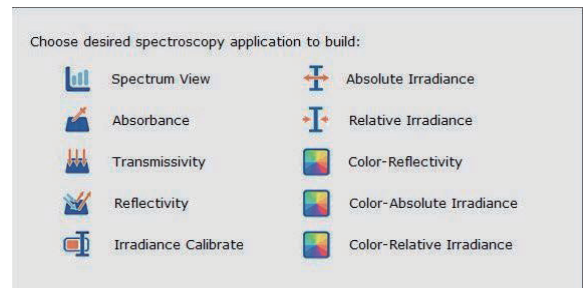 Choose desired spectroscopy application to build:
Spectrum View
Absorbance
Transmissivity
Reflectivity
Irradiance Calibrate
Absolute Irradiance
Relative Irradiance
Color-Reflectivity
Color-Absolute Irradiance
Color-Relative Irradiance